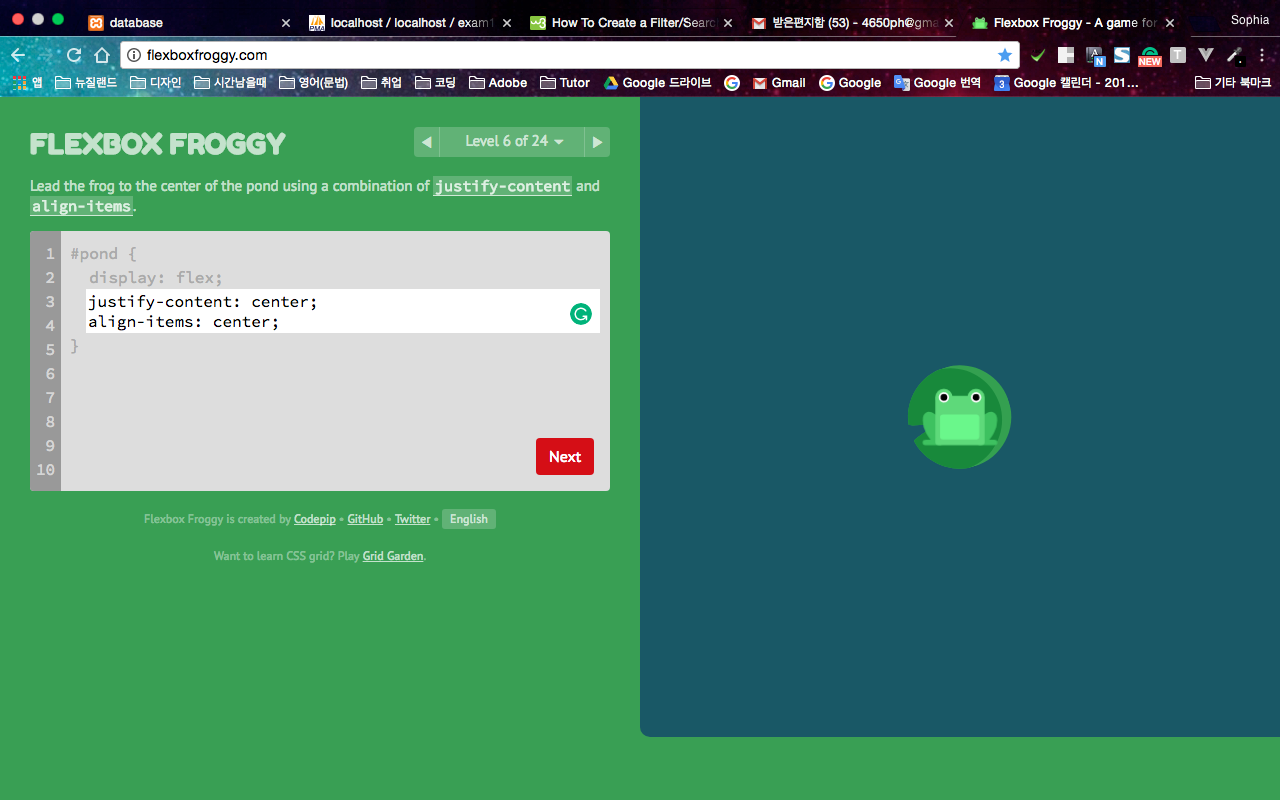 database
localhost / localhost / exam1
How To Create a Filter/Searc
받은편지함 (53) - 4650ph@gma
Flexbox Froggy - A game for
Sophia
flexboxfroggy.com
N
NEW
T
앱
뉴질랜드
디자인
시간남을때
영어(문법)
취업
코딩
Adobe
Tutor
Google 드라이브
Gmail
Google
Google 번역
3
Google 캘린더 - 201...
기타 북마크
FLEXBOX FROGGY
Level 6 of 24
Lead the frog to the center of the pond using a combination of justify-content and
align-items.
1 #pond {
2 display: flex;
3 justify-content: center;
4 align-items: center;
5 }
6
7
8
9
10
Next
Flexbox Froggy is created by Codepip • GitHub • Twitter • English
Want to learn CSS grid? Play Grid Garden.